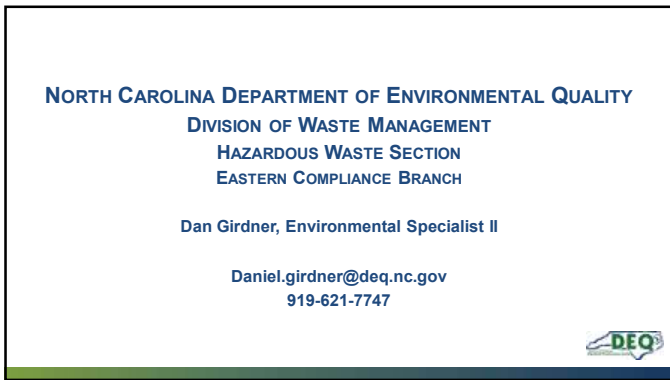 NORTH CAROLINA DEPARTMENT OF ENVIRONMENTAL QUALITY
DIVISION OF WASTE MANAGEMENT
HAZARDOUS WASTE SECTION
EASTERN COMPLIANCE BRANCH
Dan Girdner, Environmental Specialist II
Daniel.girdner@deq.nc.gov
919-621-7747
DEQ